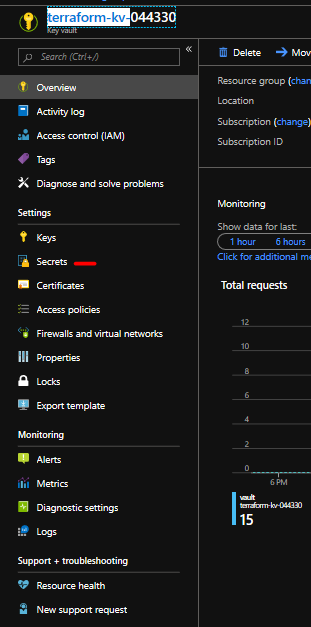 terraform-kv-044330
Key vault
Search (Ctrl+/)
«
Overview
Activity log
Access control (IAM)
Tags
Diagnose and solve problems
Settings
Keys
Secrets
Certificates
Access policies
Firewalls and virtual networks
Properties
Locks
Export template
Monitoring
Alerts
Metrics
Diagnostic settings
Logs
Support + troubleshooting
Resource health
New support request
Delete
Mov
Resource group (chan
Location
Subscription (change)
Subscription ID
Monitoring
Show data for last:
1 hour 6 hours
Click for additional me
Total requests
12
10
8
6
4
2
0
6 PM
vault
terraform-kv-044330
15